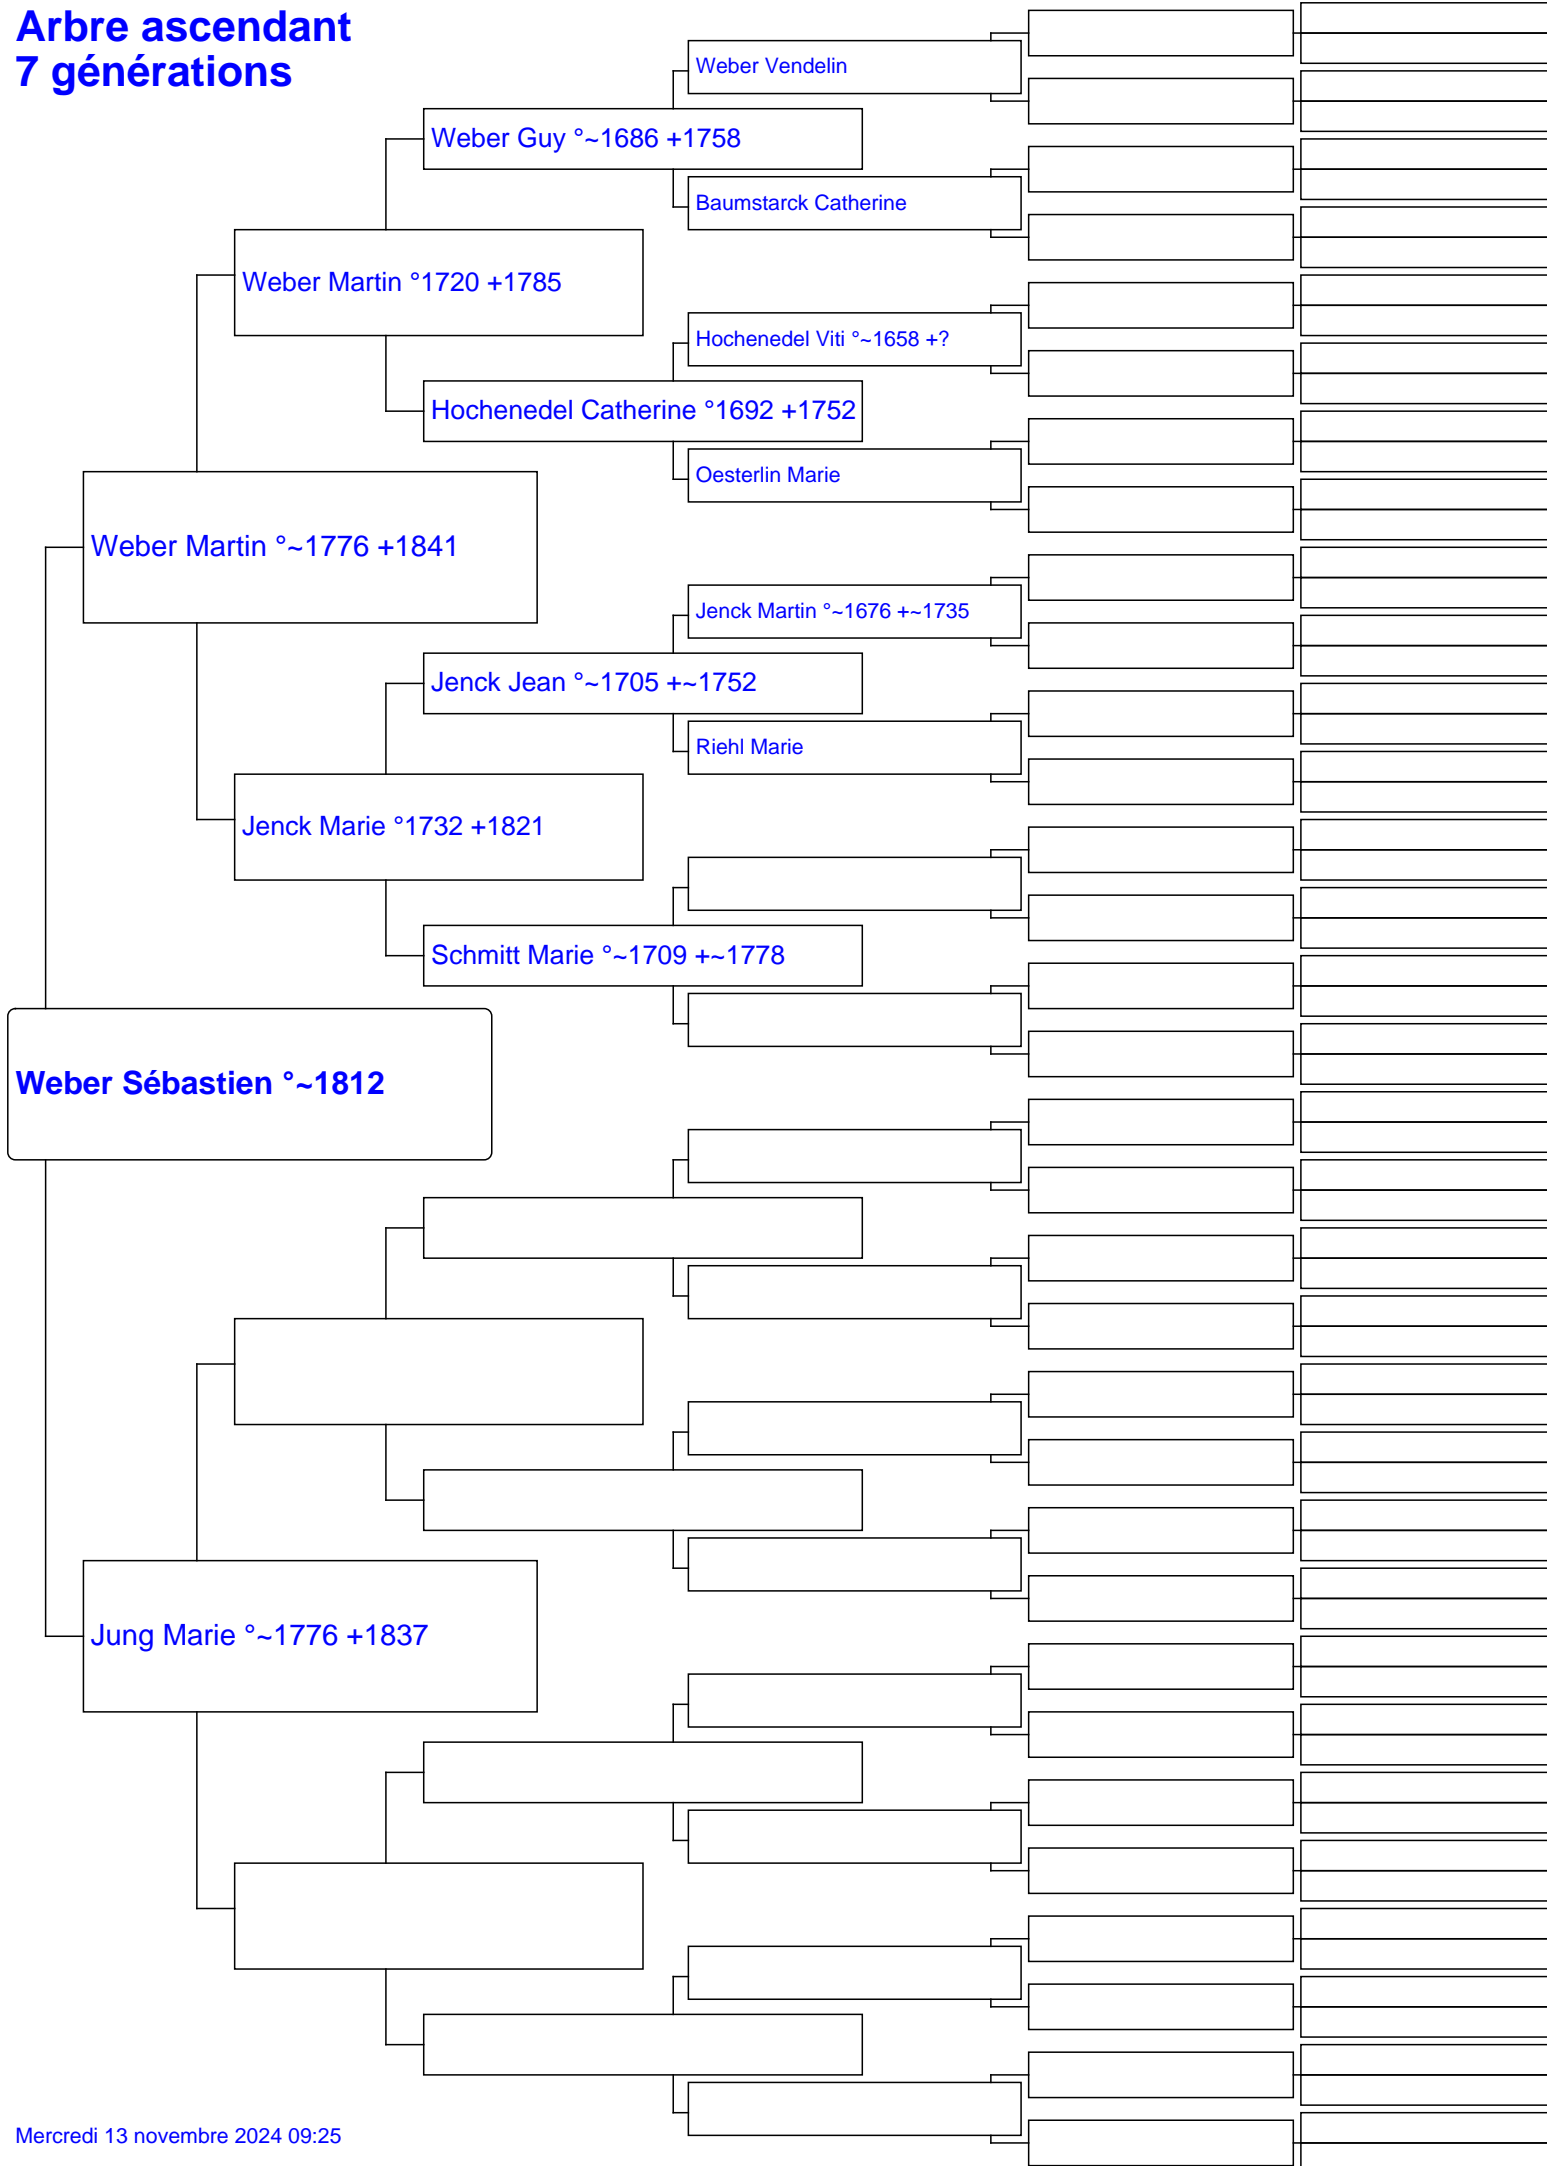 Arbre ascendant
7 générations
Weber Vendelin
Weber Guy °~1686 +1758
Baumstarck Catherine
Weber Martin °1720 +1785
Hochenedel Viti °~1658 +?
Hochenedel Catherine °1692 +1752
Oesterlin Marie
Weber Martin °~1776 +1841
Jenck Martin °~1676 +~1735
Jenck Jean °~1705 +~1752
Riehl Marie
Jenck Marie °1732 +1821
Schmitt Marie °~1709 +~1778
Weber Sébastien °~1812
Jung Marie °~1776 +1837
Mercredi 13 novembre 2024 09:25